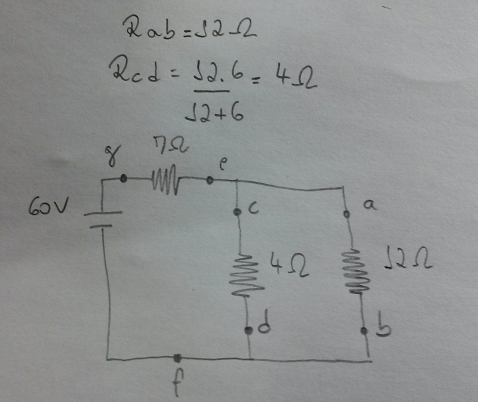 Rab = 12Ω
Rcd = 12.6 = 4Ω
12+6
g 7Ω e
60V
c a
4Ω 12Ω
d b
f